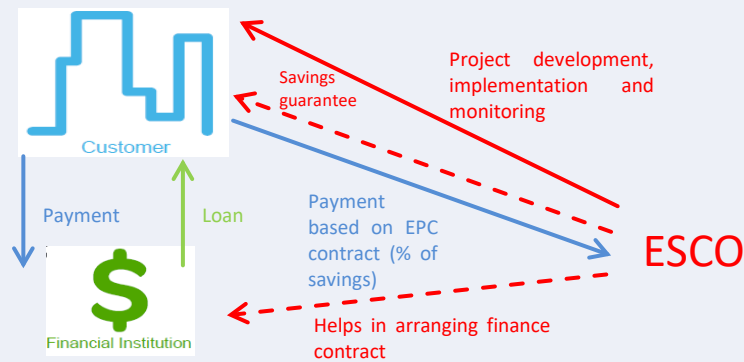 Savings
guarantee
Project development,
implementation and
monitoring
Customer
Payment
Loan
Payment
based on EPC
contract (% of
savings)
ESCO
$
Financial Institution
Helps in arranging finance
contract